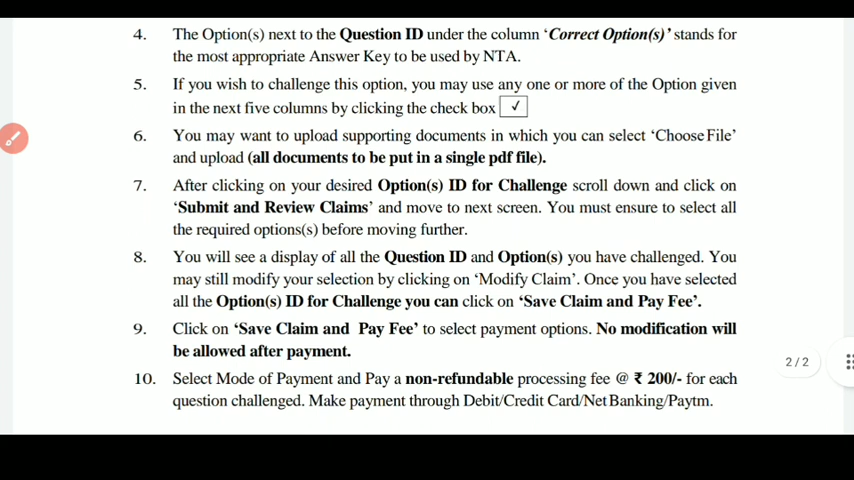 4. The Option(s) next to the Question ID under the column ‘Correct Option(s)’ stands for
the most appropriate Answer Key to be used by NTA.
5. If you wish to challenge this option, you may use any one or more of the Option given
in the next five columns by clicking the check box ✓
6. You may want to upload supporting documents in which you can select ‘Choose File’
and upload (all documents to be put in a single pdf file).
7. After clicking on your desired Option(s) ID for Challenge scroll down and click on
‘Submit and Review Claims’ and move to next screen. You must ensure to select all
the required options(s) before moving further.
8. You will see a display of all the Question ID and Option(s) you have challenged. You
may still modify your selection by clicking on ‘Modify Claim’. Once you have selected
all the Option(s) ID for Challenge you can click on ‘Save Claim and Pay Fee’.
9. Click on ‘Save Claim and Pay Fee’ to select payment options. No modification will
be allowed after payment.
2/2
10. Select Mode of Payment and Pay a non-refundable processing fee @ ₹ 200/- for each
question challenged. Make payment through Debit/Credit Card/Net Banking/Paytm.